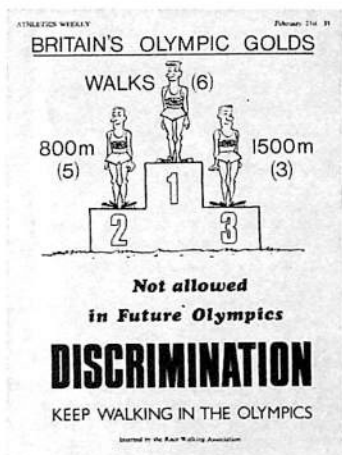 ATHLETICS WEEKLY February 21st
BRITAIN'S OLYMPIC GOLDS
WALKS (6)
800m
(5)
1500m
(3)
1
2
3
Not allowed
in Future Olympics
DISCRIMINATION
KEEP WALKING IN THE OLYMPICS
Inserted by the Race Walking Association